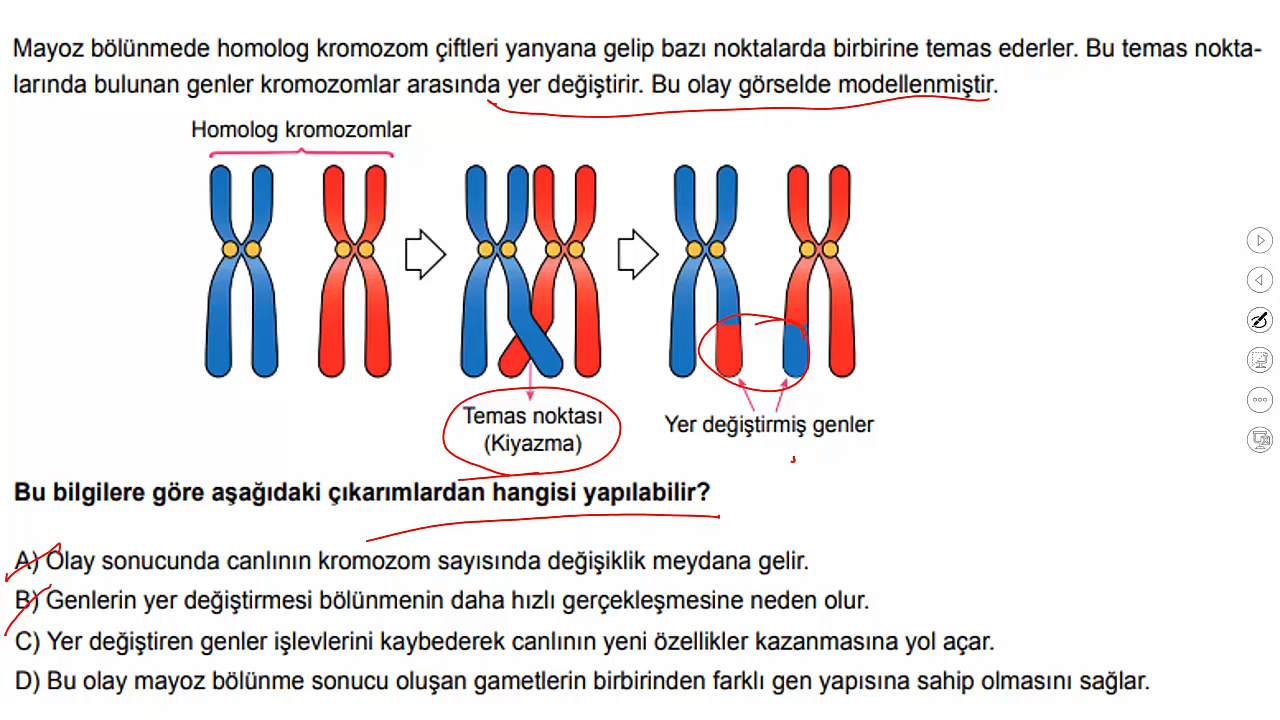 Mayoz bölünmede homolog kromozom çiftleri yanyana gelip bazı noktalarda birbirine temas ederler. Bu temas nokta-
larında bulunan genler kromozomlar arasında yer değiştirir. Bu olay görselde modellenmiştir.
Homolog kromozomlar
Temas noktası
(Kiyazma)
Yer değiştirmiş genler
Bu bilgilere göre aşağıdaki çıkarımlardan hangisi yapılabilir?
A) Olay sonucunda canlının kromozom sayısında değişiklik meydana gelir.
B) Genlerin yer değiştirmesi bölünmenin daha hızlı gerçekleşmesine neden olur.
C) Yer değiştiren genler işlevlerini kaybederek canlının yeni özellikler kazanmasına yol açar.
D) Bu olay mayoz bölünme sonucu oluşan gametlerin birbirinden farklı gen yapısına sahip olmasını sağlar.